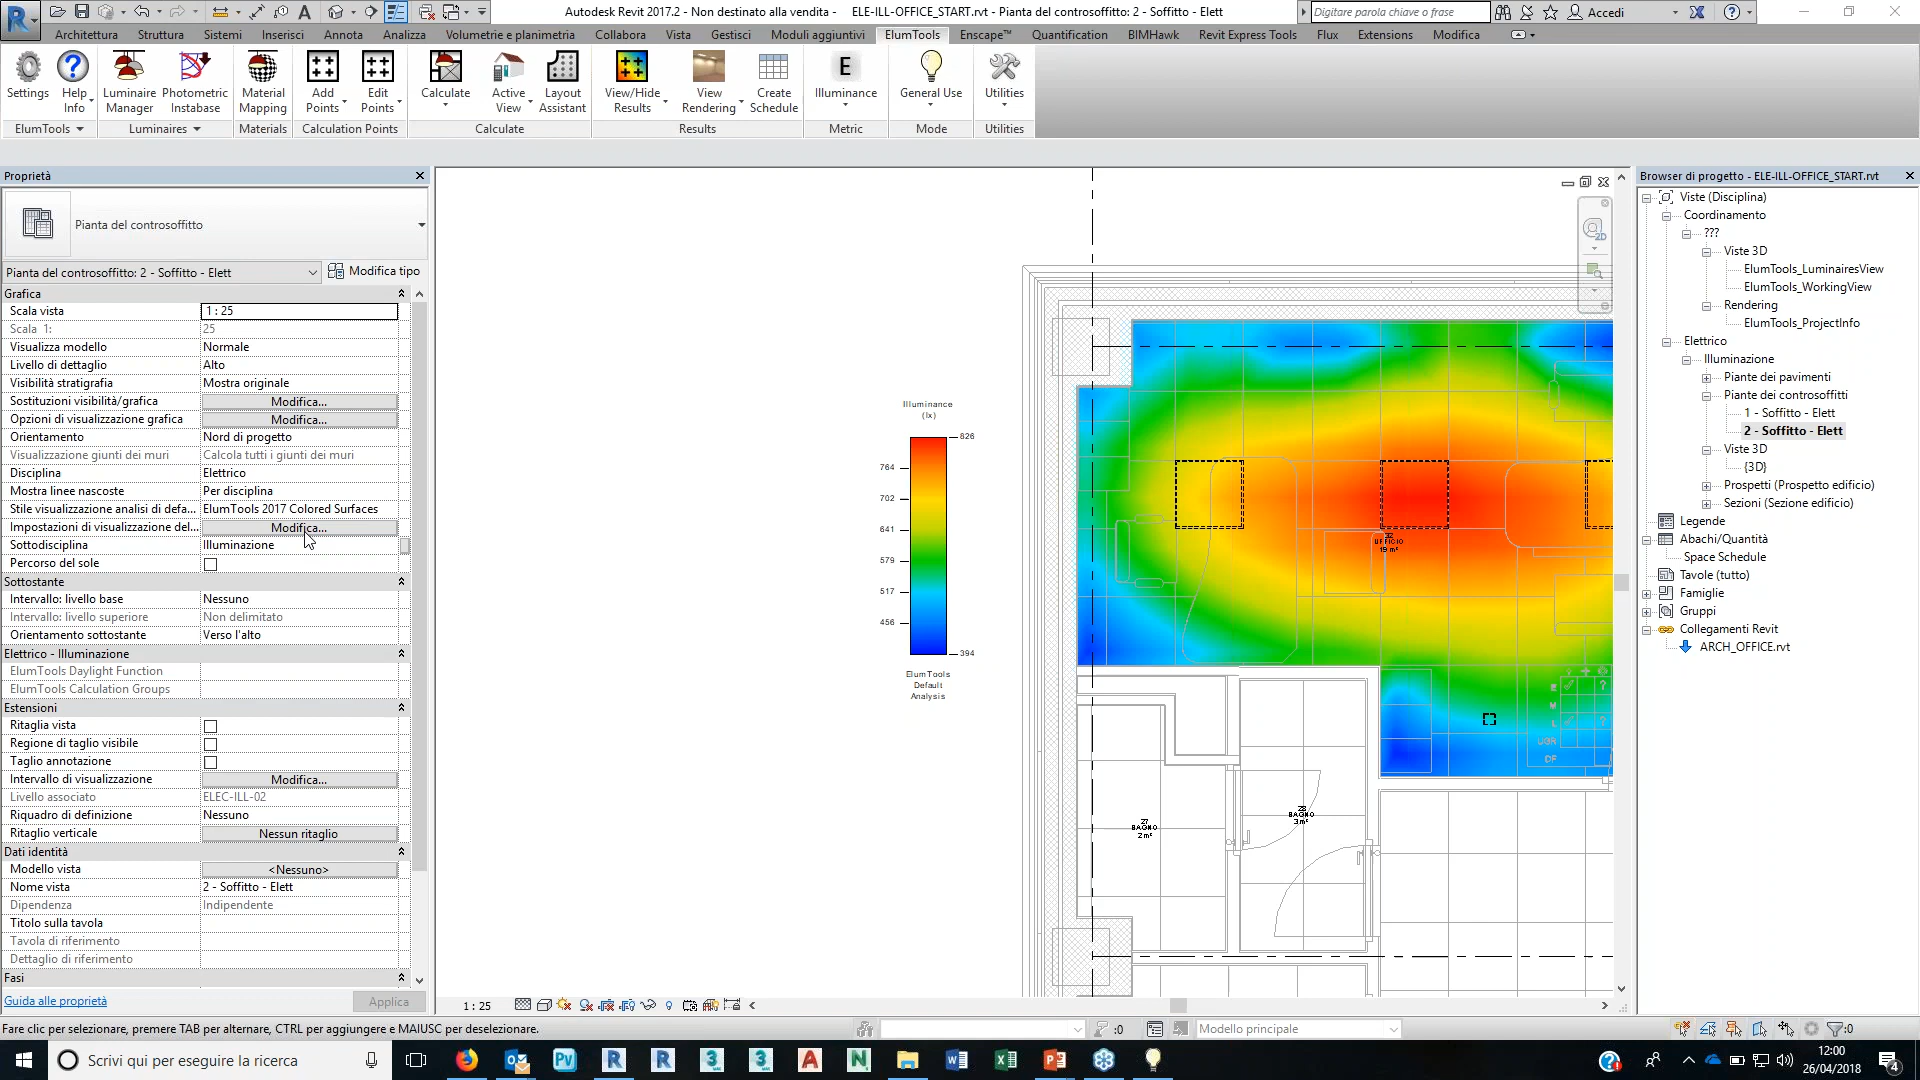 Autodesk Revit 2017.2 - Non destinato alla vendita - ELE-ILL-OFFICE_START.rvt - Pianta del controsoffitto: 2 - Soffitto - Elett
Digitare parola chiave o frase
Accedi
Architettura Struttura Sistemi Inserisci Annota Analizza Volumetrie e planimetria Collabora Vista Gestisci Moduli aggiuntivi ElumTools Enscape™ Quantification BIMHawk Revit Express Tools Flux Extensions Modifica
Settings Help Info Luminaire Manager Photometric Instabase Material Mapping Add Points Edit Points Calculate Active View Layout Assistant View/Hide Results View Rendering Create Schedule Illuminance General Use Utilities
ElumTools Luminaires Materials Calculation Points Calculate Results Metric Mode Utilities
Proprietà
Pianta del controsoffitto
Pianta del controsoffitto: 2 - Soffitto - Elett
Modifica tipo
Grafica
Scala vista 1 : 25
Scala 1: 25
Visualizza modello Normale
Livello di dettaglio Alto
Visibilità stratigrafia Mostra originale
Sostituzioni visibilità/grafica Modifica...
Opzioni di visualizzazione grafica Modifica...
Orientamento Nord di progetto
Visualizzazione giunti dei muri Calcola tutti i giunti dei muri
Disciplina Elettrico
Mostra linee nascoste Per disciplina
Stile visualizzazione analisi di defa... ElumTools 2017 Colored Surfaces
Impostazioni di visualizzazione del... Modifica...
Sottodisciplina Illuminazione
Percorso del sole
Sottostante
Intervallo: livello base Nessuno
Intervallo: livello superiore Non delimitato
Orientamento sottostante Verso l'alto
Elettrico - Illuminazione
ElumTools Daylight Function
ElumTools Calculation Groups
Estensioni
Ritaglia vista
Regione di taglio visibile
Taglio annotazione
Intervallo di visualizzazione Modifica...
Livello associato ELEC-ILL-02
Riquadro di definizione Nessuno
Ritaglio verticale Nessun ritaglio
Dati identità
Modello vista <Nessuno>
Nome vista 2 - Soffitto - Elett
Dipendenza Indipendente
Titolo sulla tavola
Tavola di riferimento
Dettaglio di riferimento
Fasi
Guida alle proprietà
Applica
Illuminance
(lx)
826
764
702
641
579
517
456
394
ElumTools
Default
Analysis
32
UFFICIO
19 m²
27
BAGNO
2 m²
28
BAGNO
3 m²
E
M
L
UGR
DF
2D
1 : 25
Browser di progetto - ELE-ILL-OFFICE_START.rvt
Viste (Disciplina)
Coordinamento
???
Viste 3D
ElumTools_LuminairesView
ElumTools_WorkingView
Rendering
ElumTools_ProjectInfo
Elettrico
Illuminazione
Piante dei pavimenti
Piante dei controsoffitti
1 - Soffitto - Elett
2 - Soffitto - Elett
Viste 3D
{3D}
Prospetti (Prospetto edificio)
Sezioni (Sezione edificio)
Legende
Abachi/Quantità
Space Schedule
Tavole (tutto)
Famiglie
Gruppi
Collegamenti Revit
ARCH_OFFICE.rvt
Fare clic per selezionare, premere TAB per alternare, CTRL per aggiungere e MAIUSC per deselezionare.
:0
Modello principale
:0
Scrivi qui per eseguire la ricerca
12:00
26/04/2018
4